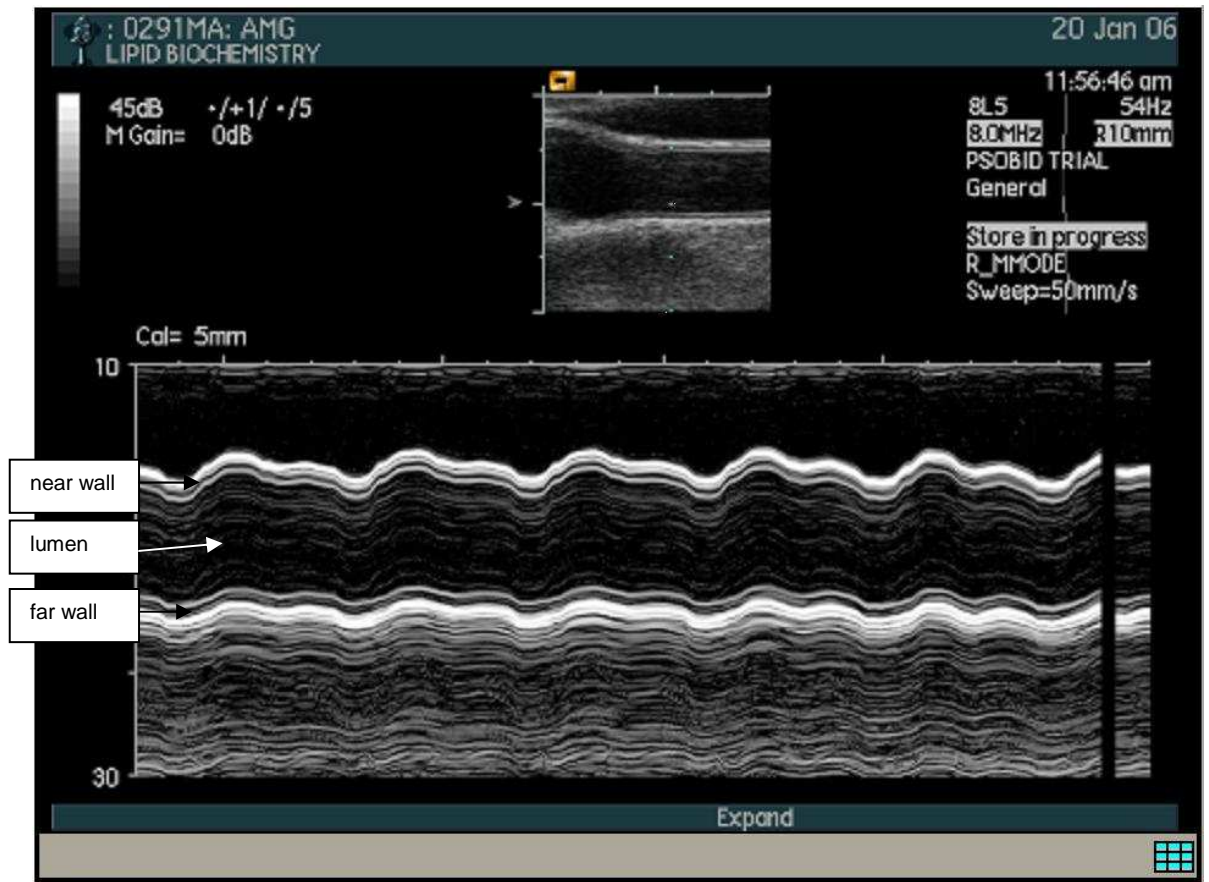 : 0291MA: AMG
20 Jan 06
LIPID BIOCHEMISTRY
11:56:46 am
45dB •/+1/ •/5
M Gain= 0dB
8L5 54Hz
8.0MHz R10mm
PSOBID TRIAL
General
Store in progress
R_MMODE
Sweep=50mm/s
Cal= 5mm
10
near wall
lumen
far wall
30
Expand